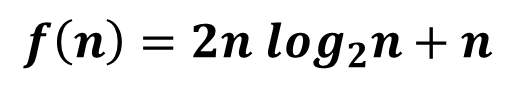 f(n) = 2n log₂n + n